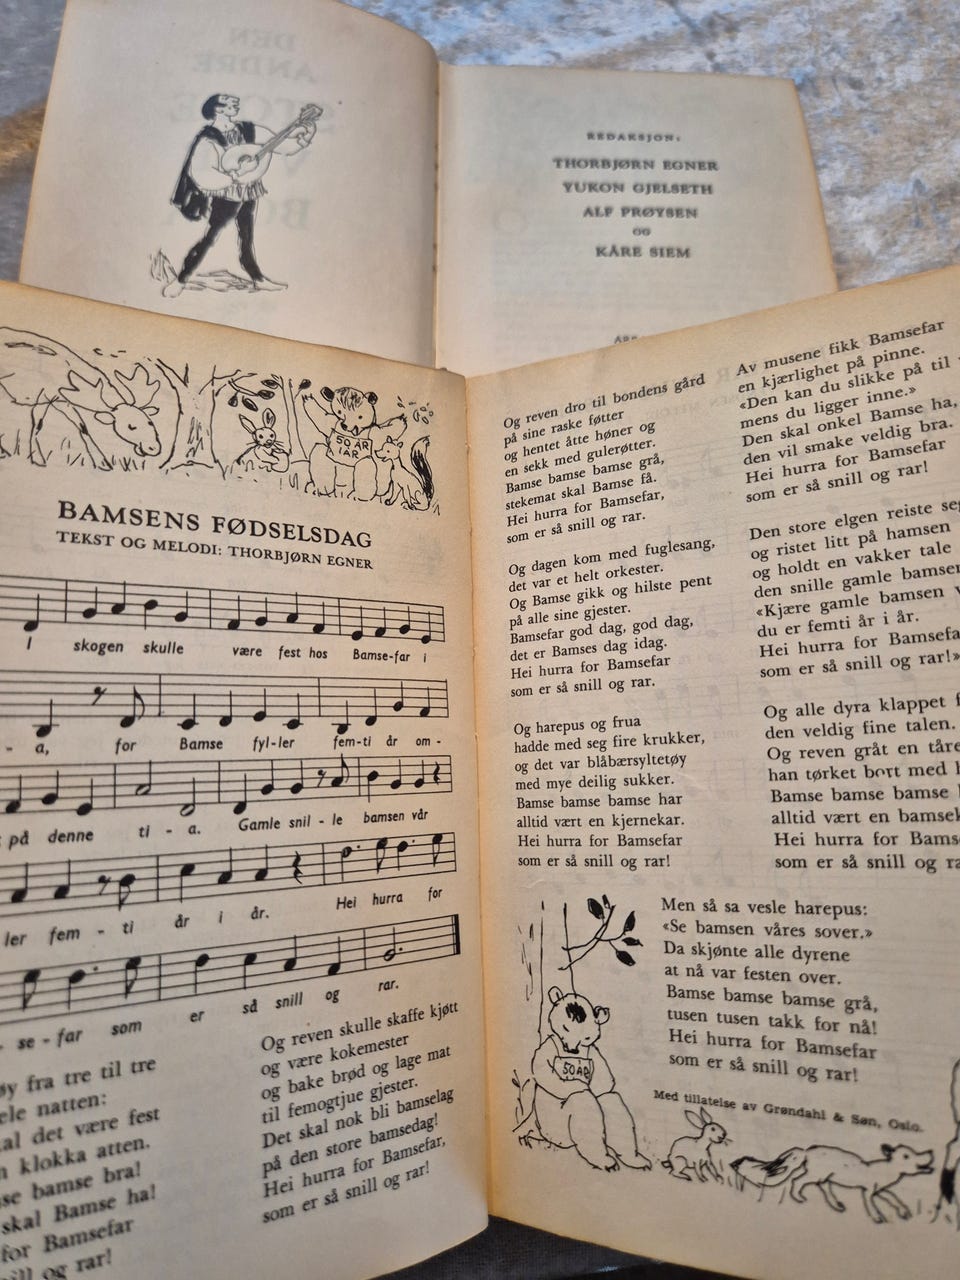 REDAKSJON:
THORBJØRN EGNER
YUKON GJELSETH
ALF PRØYSEN
OG
KÅRE SIEM
50 ÅR
I ÅR
BAMSENS FØDSELSDAG
TEKST OG MELODI: THORBJØRN EGNER
I skogen skulle være fest hos Bamse-far i
- a, for Bamse fyl-ler fem-ti år om-
på denne ti - a. Gamle snil - le bamsen vår
ler fem - ti år i år. Hei hurra for
se - far som er så snill og rar.
fra tre til tre
natten:
det være fest
klokka atten.
bamse bra!
skal Bamse ha!
for Bamsefar
og rar!
Og reven skulle skaffe kjøtt
og være kokemester
og bake brød og lage mat
til femogtjue gjester.
Det skal nok bli bamselag
på den store bamsedag!
Hei hurra for Bamsefar,
som er så snill og rar!
Og reven dro til bondens gård
på sine raske føtter
og hentet åtte høner og
en sekk med gulerøtter.
Bamse bamse bamse grå,
stekemat skal Bamse få.
Hei hurra for Bamsefar,
som er så snill og rar.
Og dagen kom med fuglesang,
det var et helt orkester.
Og Bamse gikk og hilste pent
på alle sine gjester.
Bamsefar god dag, god dag,
det er Bamses dag idag.
Hei hurra for Bamsefar
som er så snill og rar.
Og harepus og frua
hadde med seg fire krukker,
og det var blåbærsyltetøy
med mye deilig sukker.
Bamse bamse bamse har
alltid vært en kjernekar.
Hei hurra for Bamsefar
som er så snill og rar!
Av musene fikk Bamsefar
en kjærlighet på pinne.
«Den kan du slikke på til
mens du ligger inne.»
Den skal onkel Bamse ha,
den vil smake veldig bra.
Hei hurra for Bamsefar
som er så snill og rar!
Den store elgen reiste
og ristet litt på hamsen
og holdt en vakker tale
den snille gamle
«Kjære gamle bamsen
du er femti år i år.
Hei hurra for
som er så snill og rar!»
Og alle dyra klappet
den veldig fine talen.
Og reven gråt en
han tørket bort med
Bamse bamse bamse
alltid vært en
Hei hurra for
som er så snill og
Men så sa vesle harepus:
«Se bamsen våres sover.»
Da skjønte alle dyrene
at nå var festen over.
Bamse bamse bamse grå,
tusen tusen takk for nå!
Hei hurra for Bamsefar
som er så snill og rar!
50 ÅR
Med tillatelse av Grøndahl & Søn, Oslo.